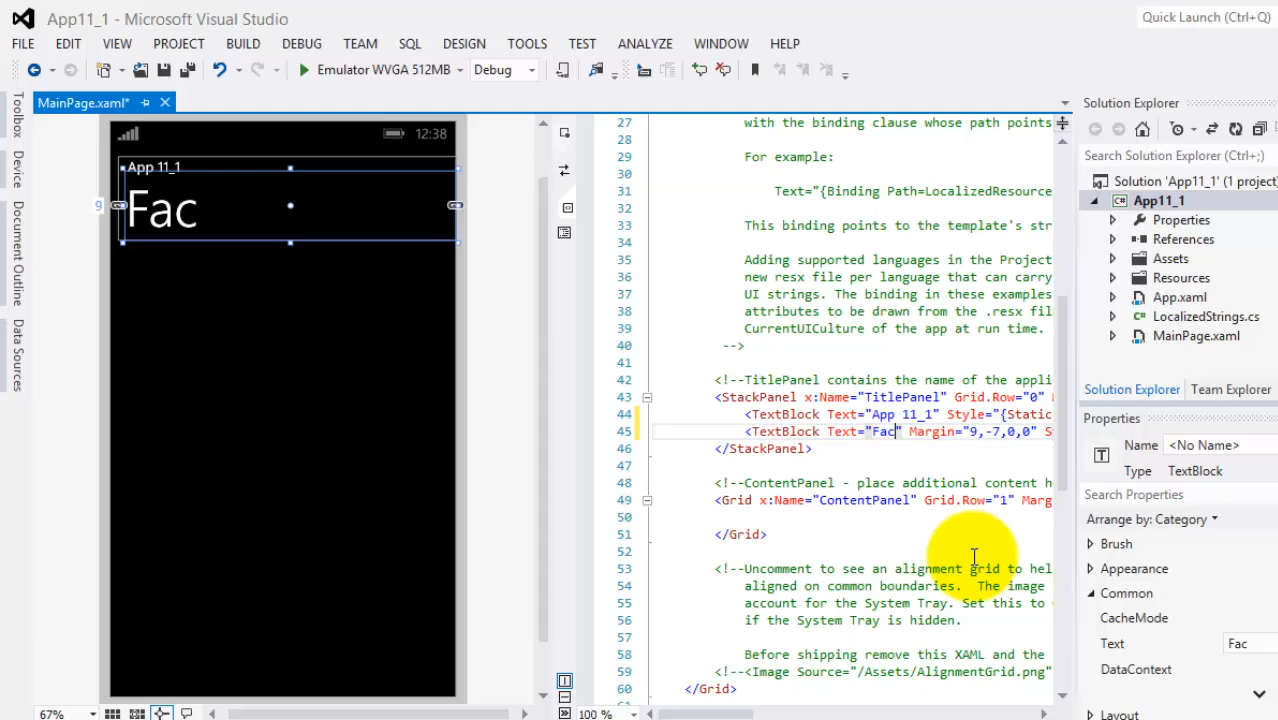 App11_1 - Microsoft Visual Studio
Quick Launch (Ctrl+Q)
FILE EDIT VIEW PROJECT BUILD DEBUG TEAM SQL DESIGN TOOLS TEST ANALYZE WINDOW HELP
Emulator WVGA 512MB Debug
MainPage.xaml*
Toolbox
Device
Document Outline
Data Sources
12:38
App 11_1
Fac
9
67%
27 with the binding clause whose path points
28
29 For example:
30
31 Text="{Binding Path=LocalizedResource
32
33 This binding points to the template's str
34
35 Adding supported languages in the Project
36 new resx file per language that can carry
37 UI strings. The binding in these examples
38 attributes to be drawn from the .resx fil
39 CurrentUICulture of the app at run time.
40 -->
41
42 <!--TitlePanel contains the name of the appli
43 <StackPanel x:Name="TitlePanel" Grid.Row="0"
44 <TextBlock Text="App 11_1" Style="{Static
45 <TextBlock Text="Fac" Margin="9,-7,0,0" S
46 </StackPanel>
47
48 <!--ContentPanel - place additional content h
49 <Grid x:Name="ContentPanel" Grid.Row="1" Marg
50
51 </Grid>
52
53 <!--Uncomment to see an alignment grid to hel
54 aligned on common boundaries. The image
55 account for the System Tray. Set this to
56 if the System Tray is hidden.
57
58 Before shipping remove this XAML and the
59 <!--<Image Source="/Assets/AlignmentGrid.png"
60 </Grid>
100 %
Solution Explorer
Search Solution Explorer (Ctrl+;)
Solution 'App11_1' (1 project)
App11_1
Properties
References
Assets
Resources
App.xaml
LocalizedStrings.cs
MainPage.xaml
Solution Explorer Team Explorer
Properties
Name <No Name>
Type TextBlock
Search Properties
Arrange by: Category
Brush
Appearance
Common
CacheMode
Text Fac
DataContext
Layout